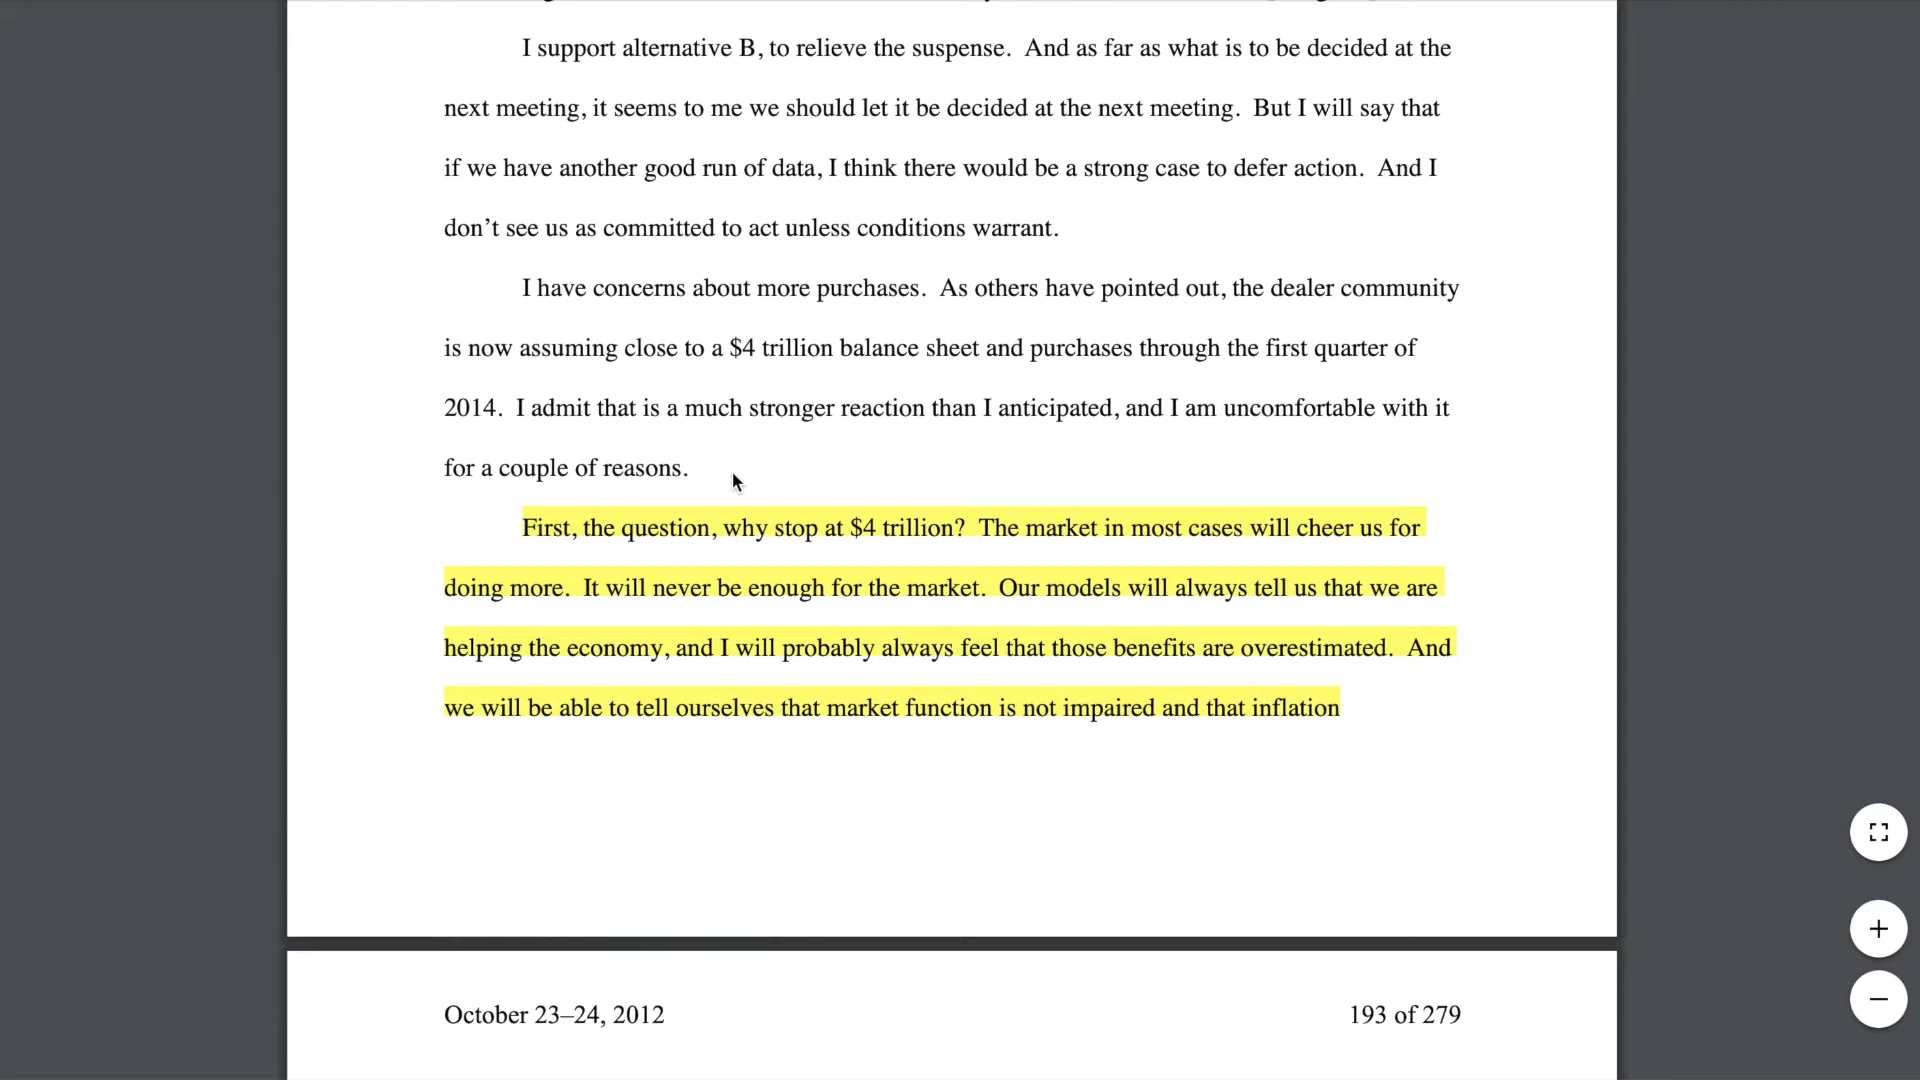 I support alternative B, to relieve the suspense. And as far as what is to be decided at the
next meeting, it seems to me we should let it be decided at the next meeting. But I will say that
if we have another good run of data, I think there would be a strong case to defer action. And I
don’t see us as committed to act unless conditions warrant.
I have concerns about more purchases. As others have pointed out, the dealer community
is now assuming close to a $4 trillion balance sheet and purchases through the first quarter of
2014. I admit that is a much stronger reaction than I anticipated, and I am uncomfortable with it
for a couple of reasons.
First, the question, why stop at $4 trillion? The market in most cases will cheer us for
doing more. It will never be enough for the market. Our models will always tell us that we are
helping the economy, and I will probably always feel that those benefits are overestimated. And
we will be able to tell ourselves that market function is not impaired and that inflation
October 23–24, 2012 193 of 279